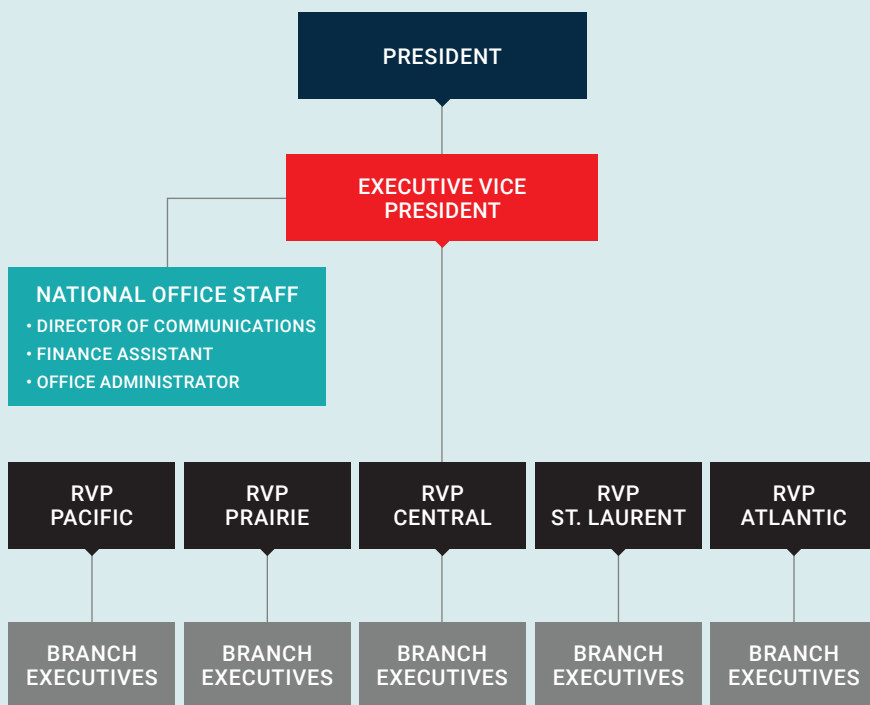 PRESIDENT
EXECUTIVE VICE
PRESIDENT
NATIONAL OFFICE STAFF
• DIRECTOR OF COMMUNICATIONS
• FINANCE ASSISTANT
• OFFICE ADMINISTRATOR
RVP
PACIFIC
RVP
PRAIRIE
RVP
CENTRAL
RVP
ST. LAURENT
RVP
ATLANTIC
BRANCH
EXECUTIVES
BRANCH
EXECUTIVES
BRANCH
EXECUTIVES
BRANCH
EXECUTIVES
BRANCH
EXECUTIVES